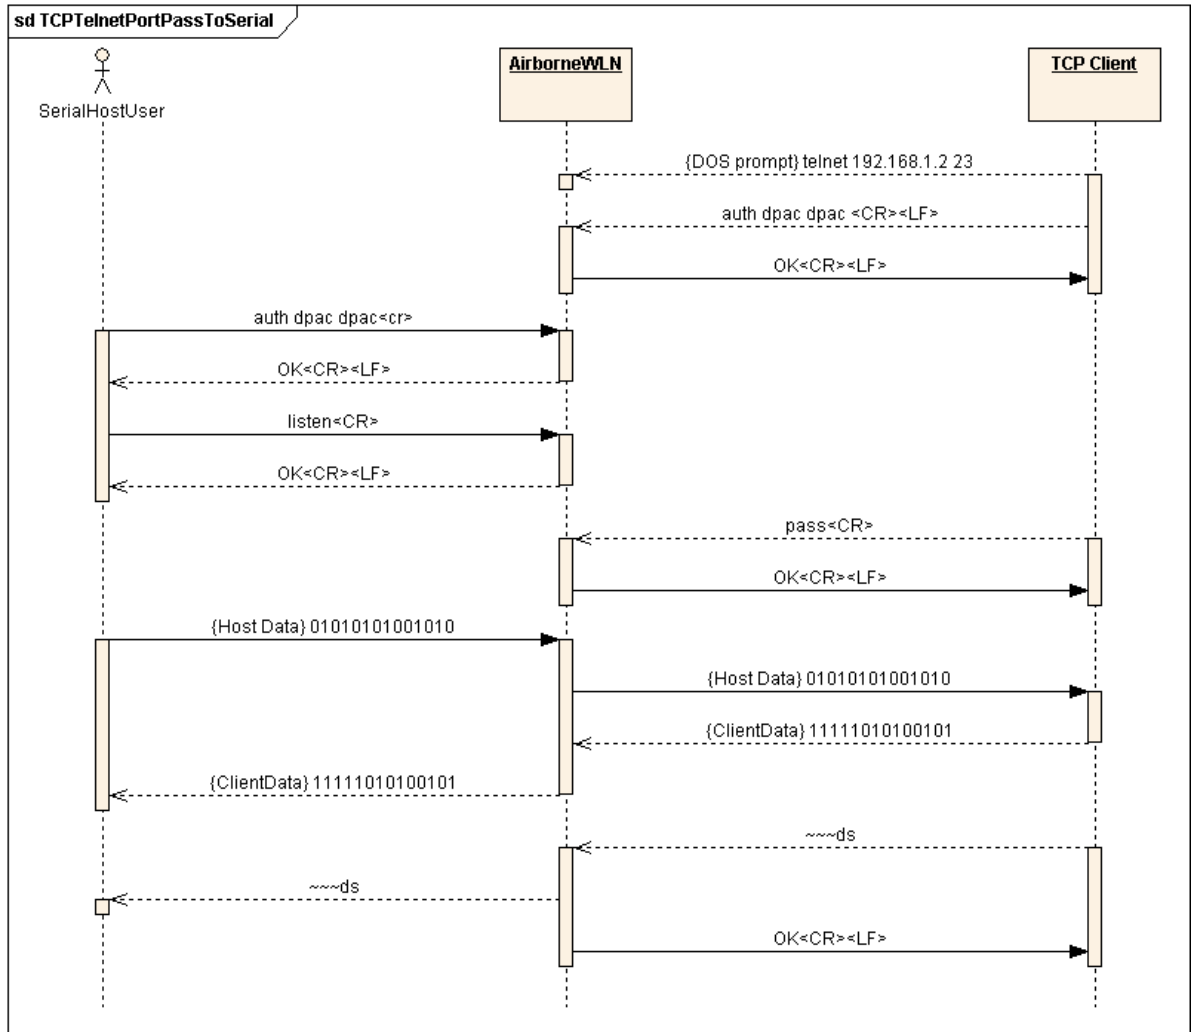 sd TCPTelnetPortPassToSerial
SerialHostUser
AirborneWLN
TCP Client
{DOS prompt} telnet 192.168.1.2 23
auth dpac dpac <CR><LF>
OK<CR><LF>
auth dpac dpac<cr>
OK<CR><LF>
listen<CR>
OK<CR><LF>
pass<CR>
OK<CR><LF>
{Host Data} 01010101001010
{Host Data} 01010101001010
{ClientData} 11111010100101
{ClientData} 11111010100101
~~~ds
~~~ds
OK<CR><LF>